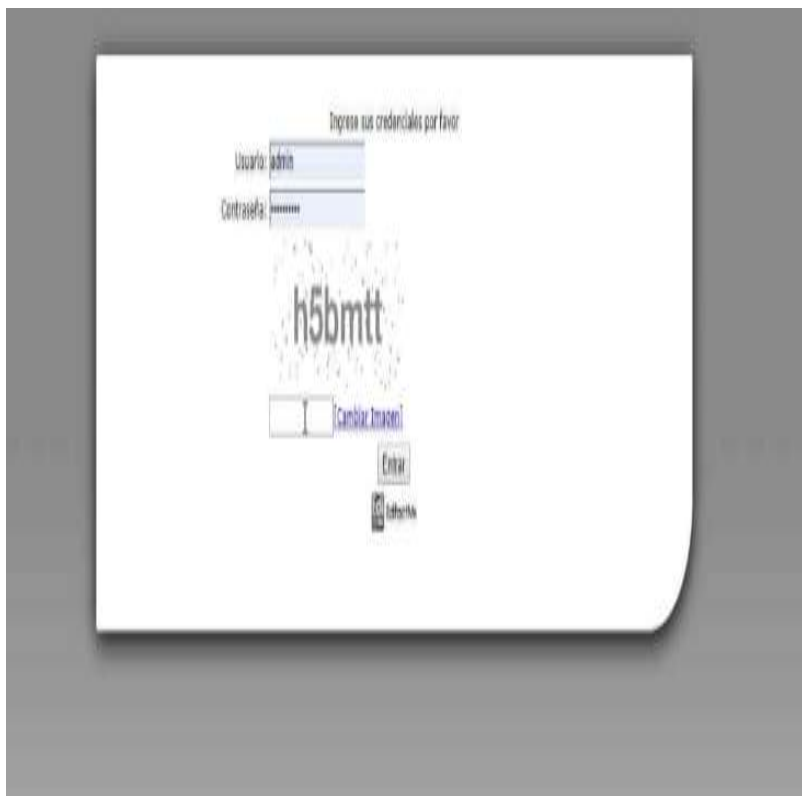 Ingrese sus credenciales por favor
Usuario: admin
Contraseña: ••••••••••
h5bmtt
[Cambiar Imagen]
Entrar